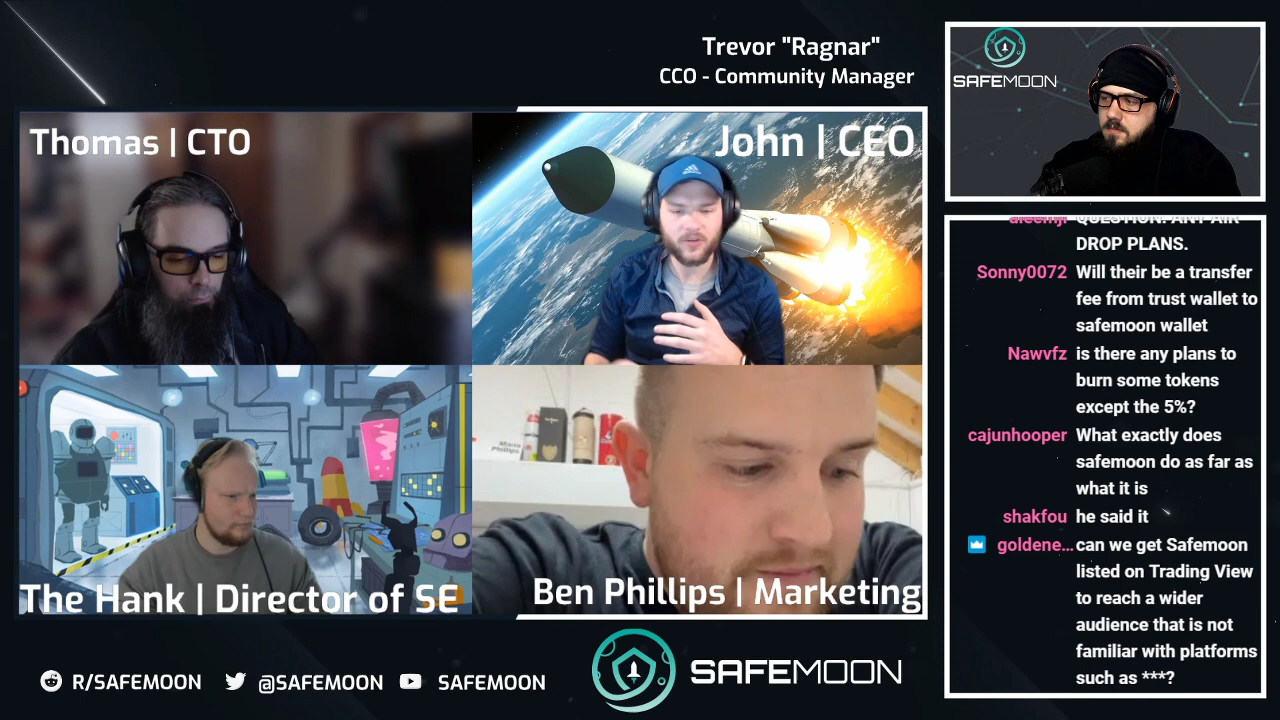 Trevor "Ragnar"
CCO - Community Manager
SAFEMOON
Thomas | CTO
John | CEO
The Hank | Director of SE
Ben Phillips | Marketing
QUESTION. ANY AIR
DROP PLANS.
Sonny0072 Will their be a transfer
fee from trust wallet to
safemoon wallet
Nawvfz is there any plans to
burn some tokens
except the 5%?
cajunhooper What exactly does
safemoon do as far as
what it is
shakfou he said it
goldene... can we get Safemoon
listed on Trading View
to reach a wider
audience that is not
familiar with platforms
such as ***?
R/SAFEMOON @SAFEMOON SAFEMOON
SAFEMOON